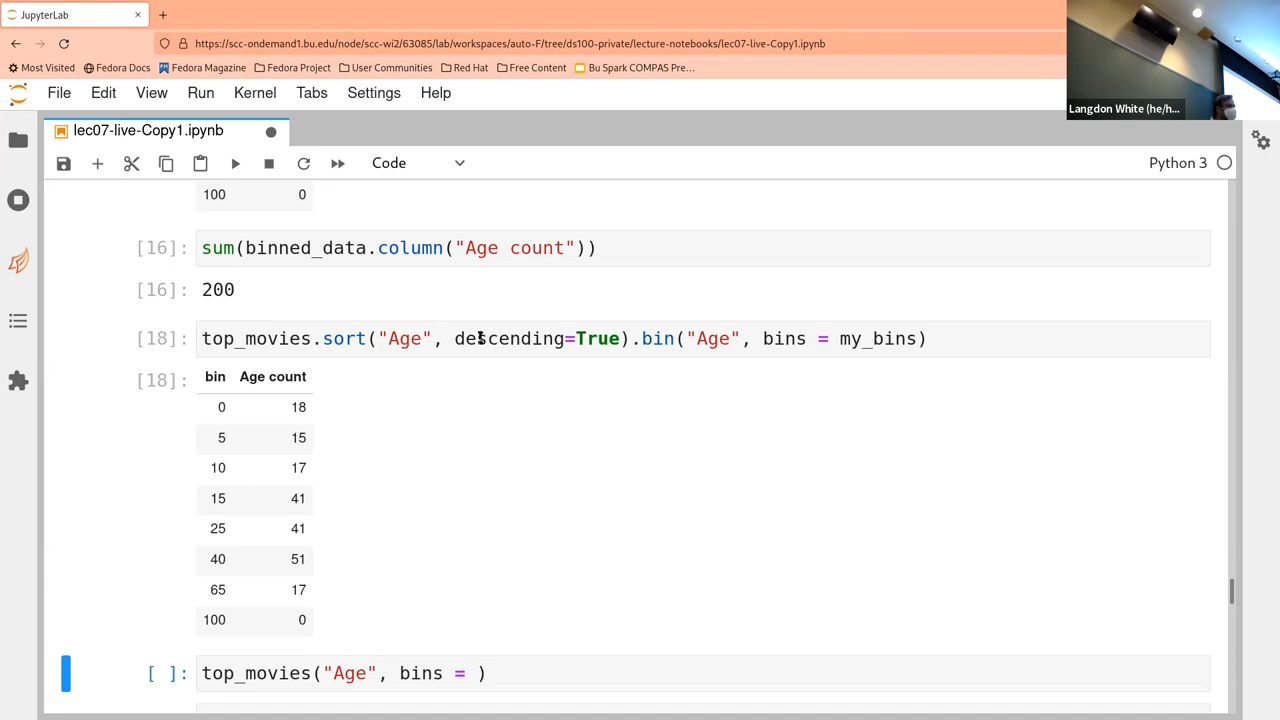 JupyterLab
https://scc-ondemand1.bu.edu/node/scc-wi2/63085/lab/workspaces/auto-F/tree/ds100-private/lecture-notebooks/lec07-live-Copy1.ipynb
Most Visited Fedora Docs Fedora Magazine Fedora Project User Communities Red Hat Free Content Bu Spark COMPAS Pre…
Langdon White (he/h...
File Edit View Run Kernel Tabs Settings Help
lec07-live-Copy1.ipynb
Code Python 3
100 0
[16]: sum(binned_data.column("Age count"))
[16]: 200
[18]: top_movies.sort("Age", descending=True).bin("Age", bins = my_bins)
[18]: bin Age count
0 18
5 15
10 17
15 41
25 41
40 51
65 17
100 0
[ ]: top_movies("Age", bins = )